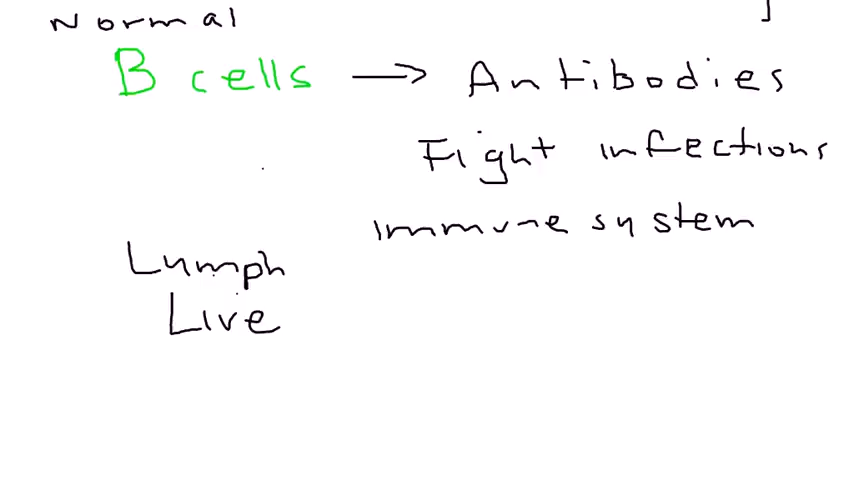 Normal
B cells → Antibodies
Fight infections
immune system
Lymph
Live